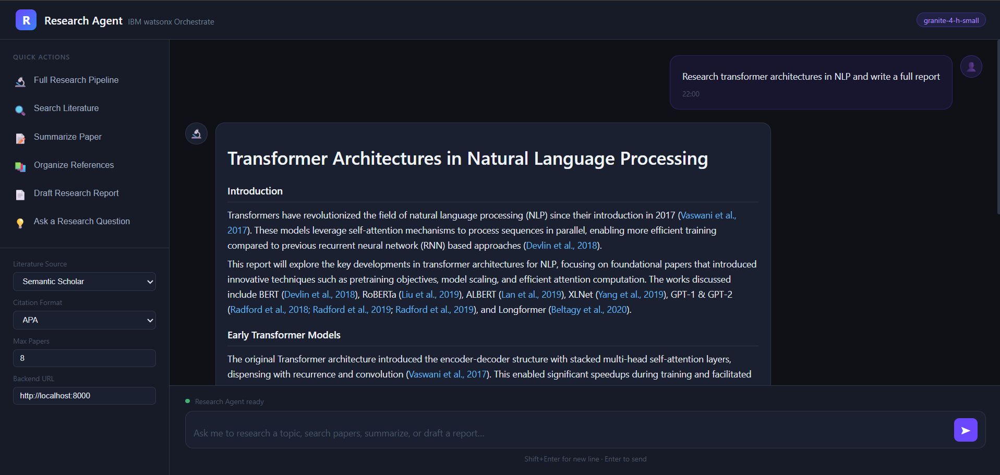 R
Research Agent IBM watsonx Orchestrate
granite-4-h-small
QUICK ACTIONS
Full Research Pipeline
Search Literature
Summarize Paper
Organize References
Draft Research Report
Ask a Research Question
Literature Source
Semantic Scholar
Citation Format
APA
Max Papers
8
Backend URL
http://localhost:8000
Research transformer architectures in NLP and write a full report
22:00
Transformer Architectures in Natural Language Processing
Introduction
Transformers have revolutionized the field of natural language processing (NLP) since their introduction in 2017 (Vaswani et al.,
2017). These models leverage self-attention mechanisms to process sequences in parallel, enabling more efficient training
compared to previous recurrent neural network (RNN) based approaches (Devlin et al., 2018).
This report will explore the key developments in transformer architectures for NLP, focusing on foundational papers that introduced
innovative techniques such as pretraining objectives, model scaling, and efficient attention computation. The works discussed
include BERT (Devlin et al., 2018), RoBERTa (Liu et al., 2019), ALBERT (Lan et al., 2019), XLNet (Yang et al., 2019), GPT-1 & GPT-2
(Radford et al., 2018; Radford et al., 2019; Radford et al., 2019), and Longformer (Beltagy et al., 2020).
Early Transformer Models
The original Transformer architecture introduced the encoder-decoder structure with stacked multi-head self-attention layers,
dispensing with recurrence and convolution (Vaswani et al., 2017). This enabled significant speedups during training and facilitated
Research Agent ready
Ask me to research a topic, search papers, summarize, or draft a report...
Shift+Enter for new line · Enter to send